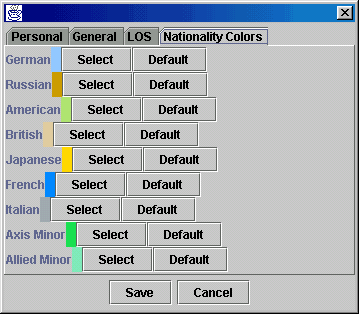 Personal General LOS Nationality Colors
German Select Default
Russian Select Default
American Select Default
British Select Default
Japanese Select Default
French Select Default
Italian Select Default
Axis Minor Select Default
Allied Minor Select Default
Save Cancel